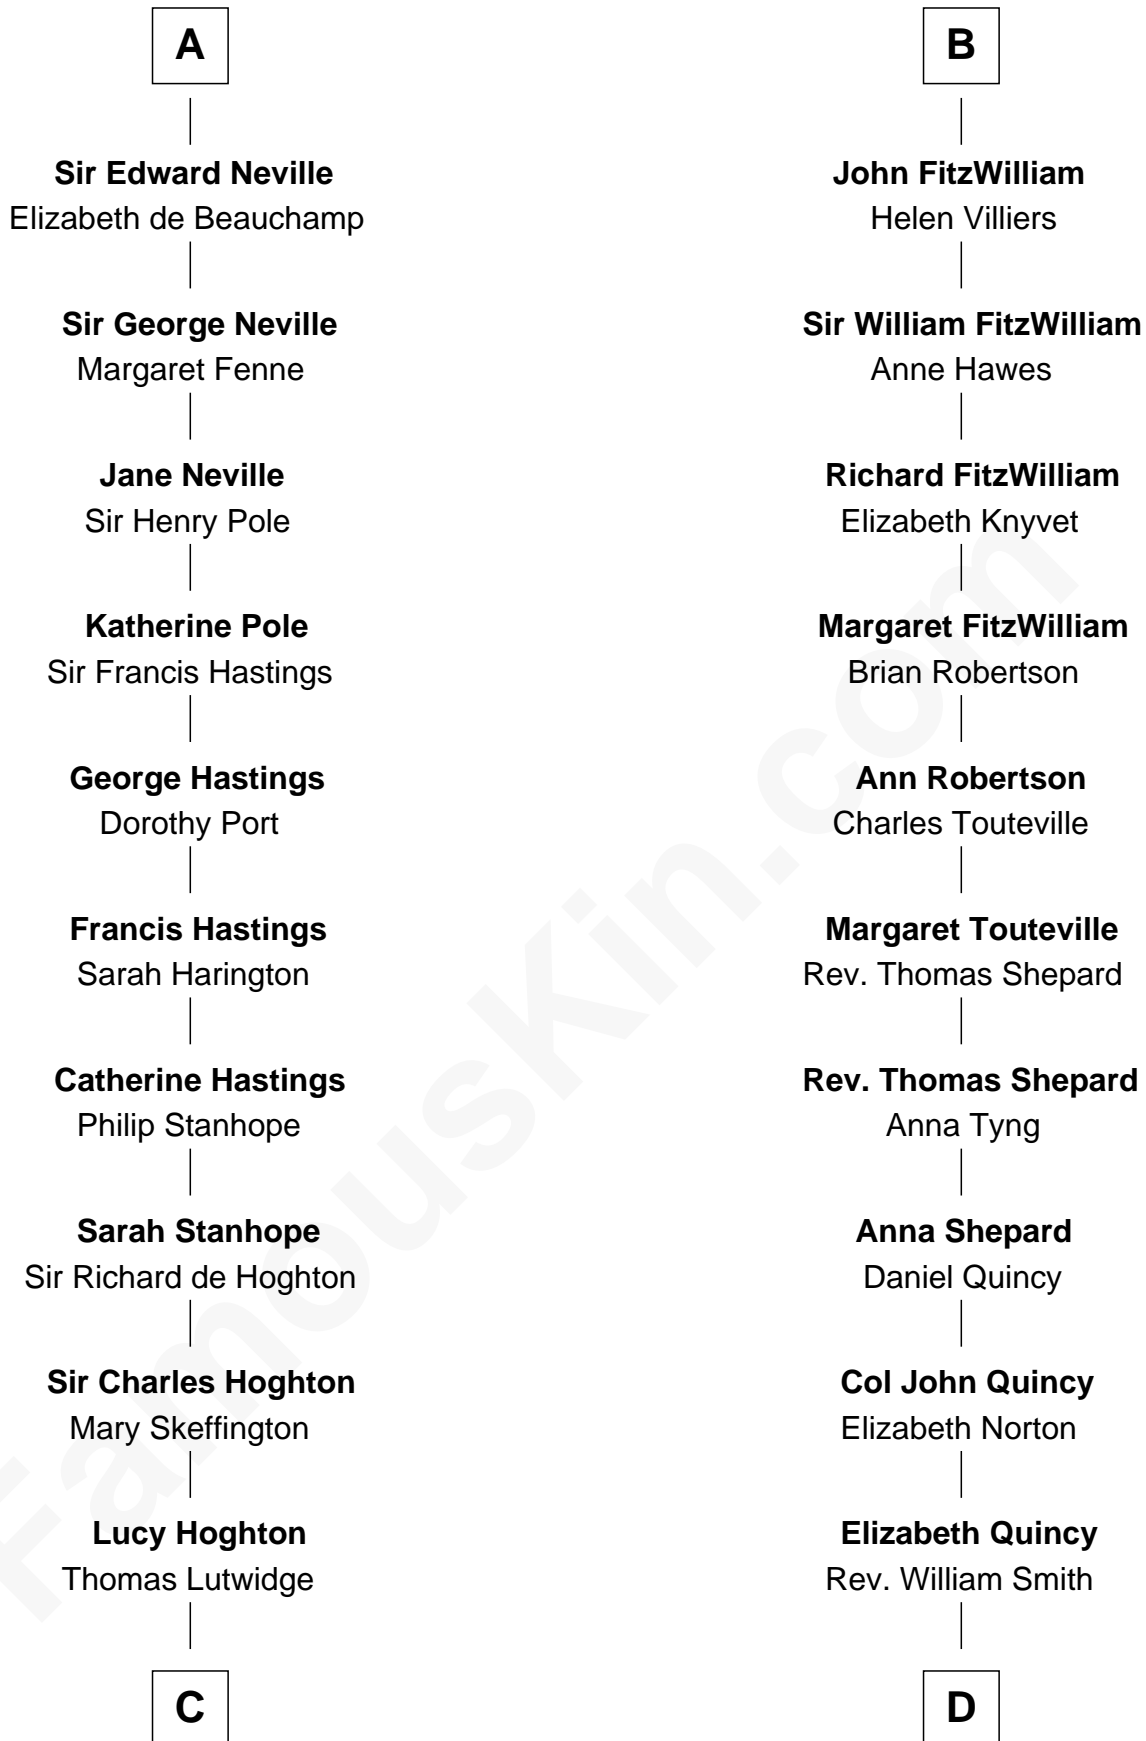 A
Sir Edward Neville
Elizabeth de Beauchamp
Sir George Neville
Margaret Fenne
Jane Neville
Sir Henry Pole
Katherine Pole
Sir Francis Hastings
George Hastings
Dorothy Port
Francis Hastings
Sarah Harington
Catherine Hastings
Philip Stanhope
Sarah Stanhope
Sir Richard de Hoghton
Sir Charles Hoghton
Mary Skeffington
Lucy Hoghton
Thomas Lutwidge
C
B
John FitzWilliam
Helen Villiers
Sir William FitzWilliam
Anne Hawes
Richard FitzWilliam
Elizabeth Knyvet
Margaret FitzWilliam
Brian Robertson
Ann Robertson
Charles Touteville
Margaret Touteville
Rev. Thomas Shepard
Rev. Thomas Shepard
Anna Tyng
Anna Shepard
Daniel Quincy
Col John Quincy
Elizabeth Norton
Elizabeth Quincy
Rev. William Smith
D
FamousKin.com